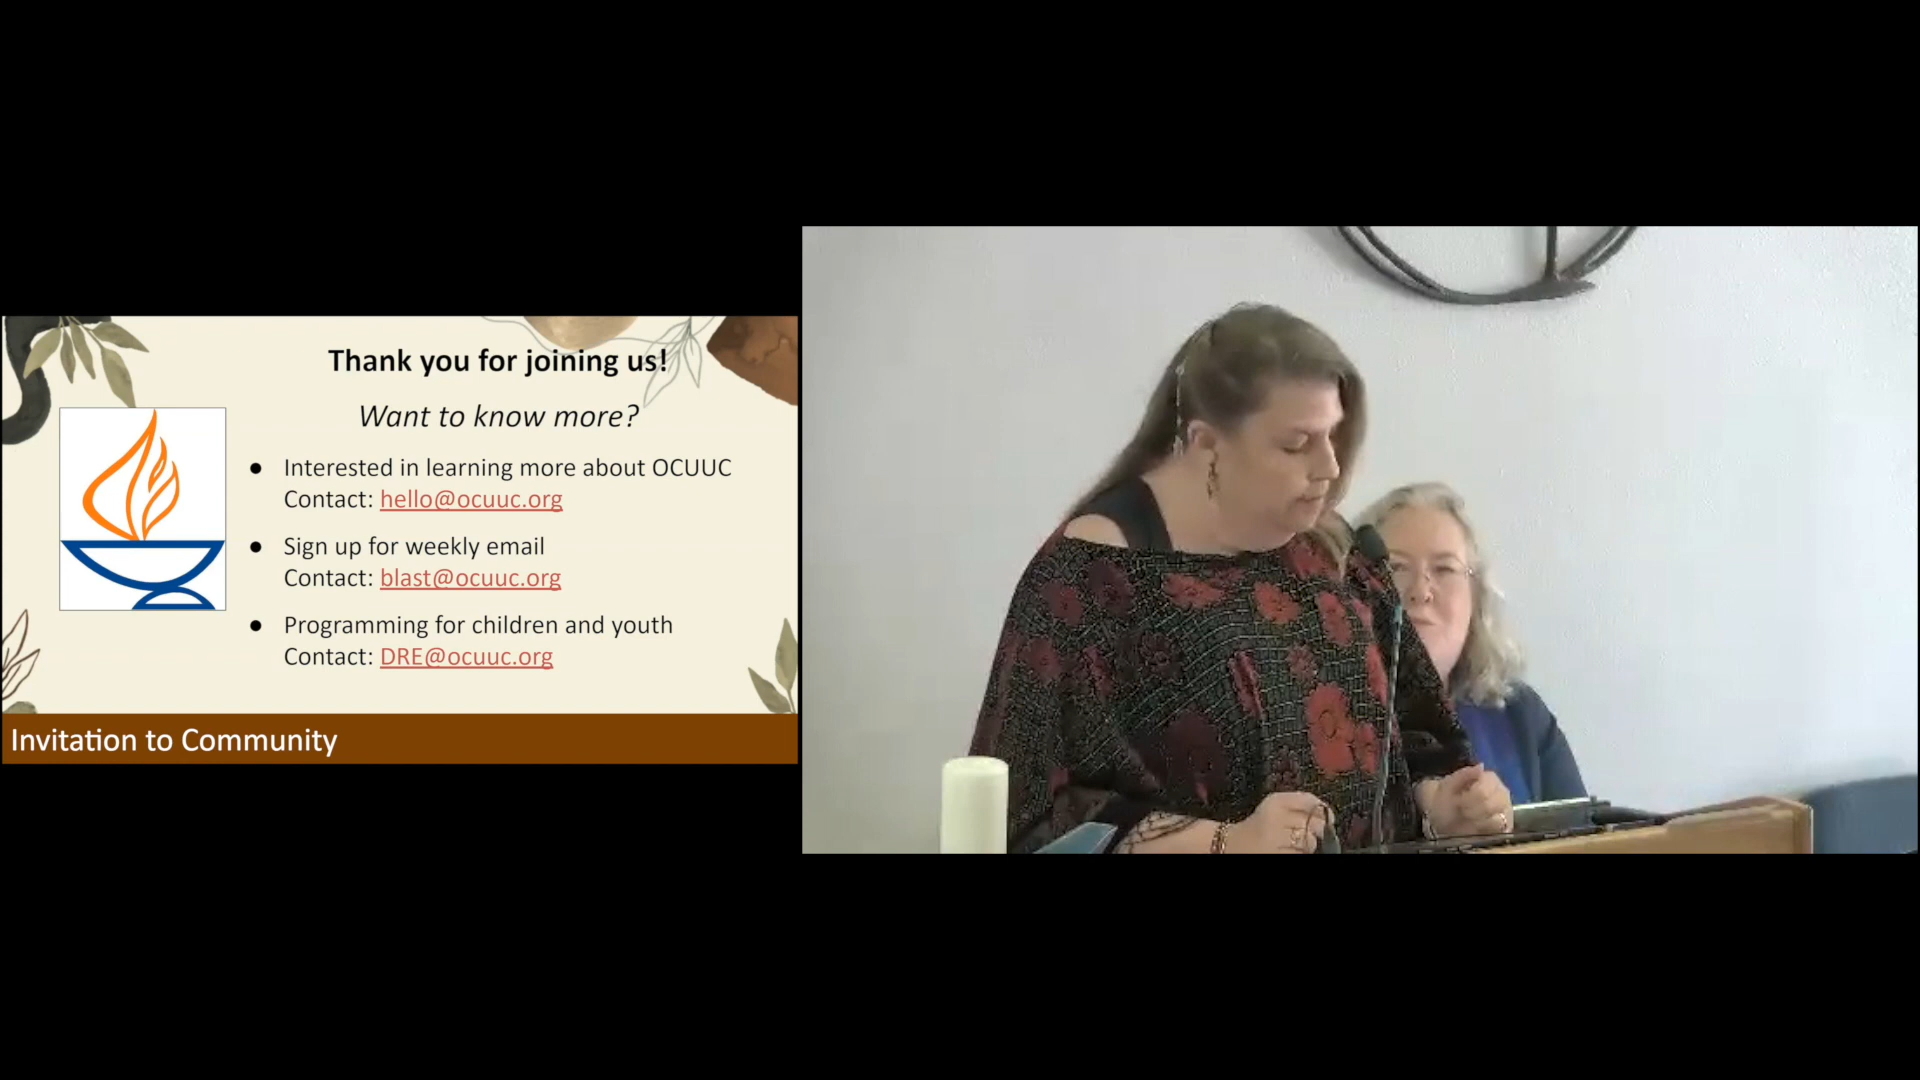 Thank you for joining us!
Want to know more?
● Interested in learning more about OCUUC
Contact: hello@ocuuc.org
● Sign up for weekly email
Contact: blast@ocuuc.org
● Programming for children and youth
Contact: DRE@ocuuc.org
Invitation to Community